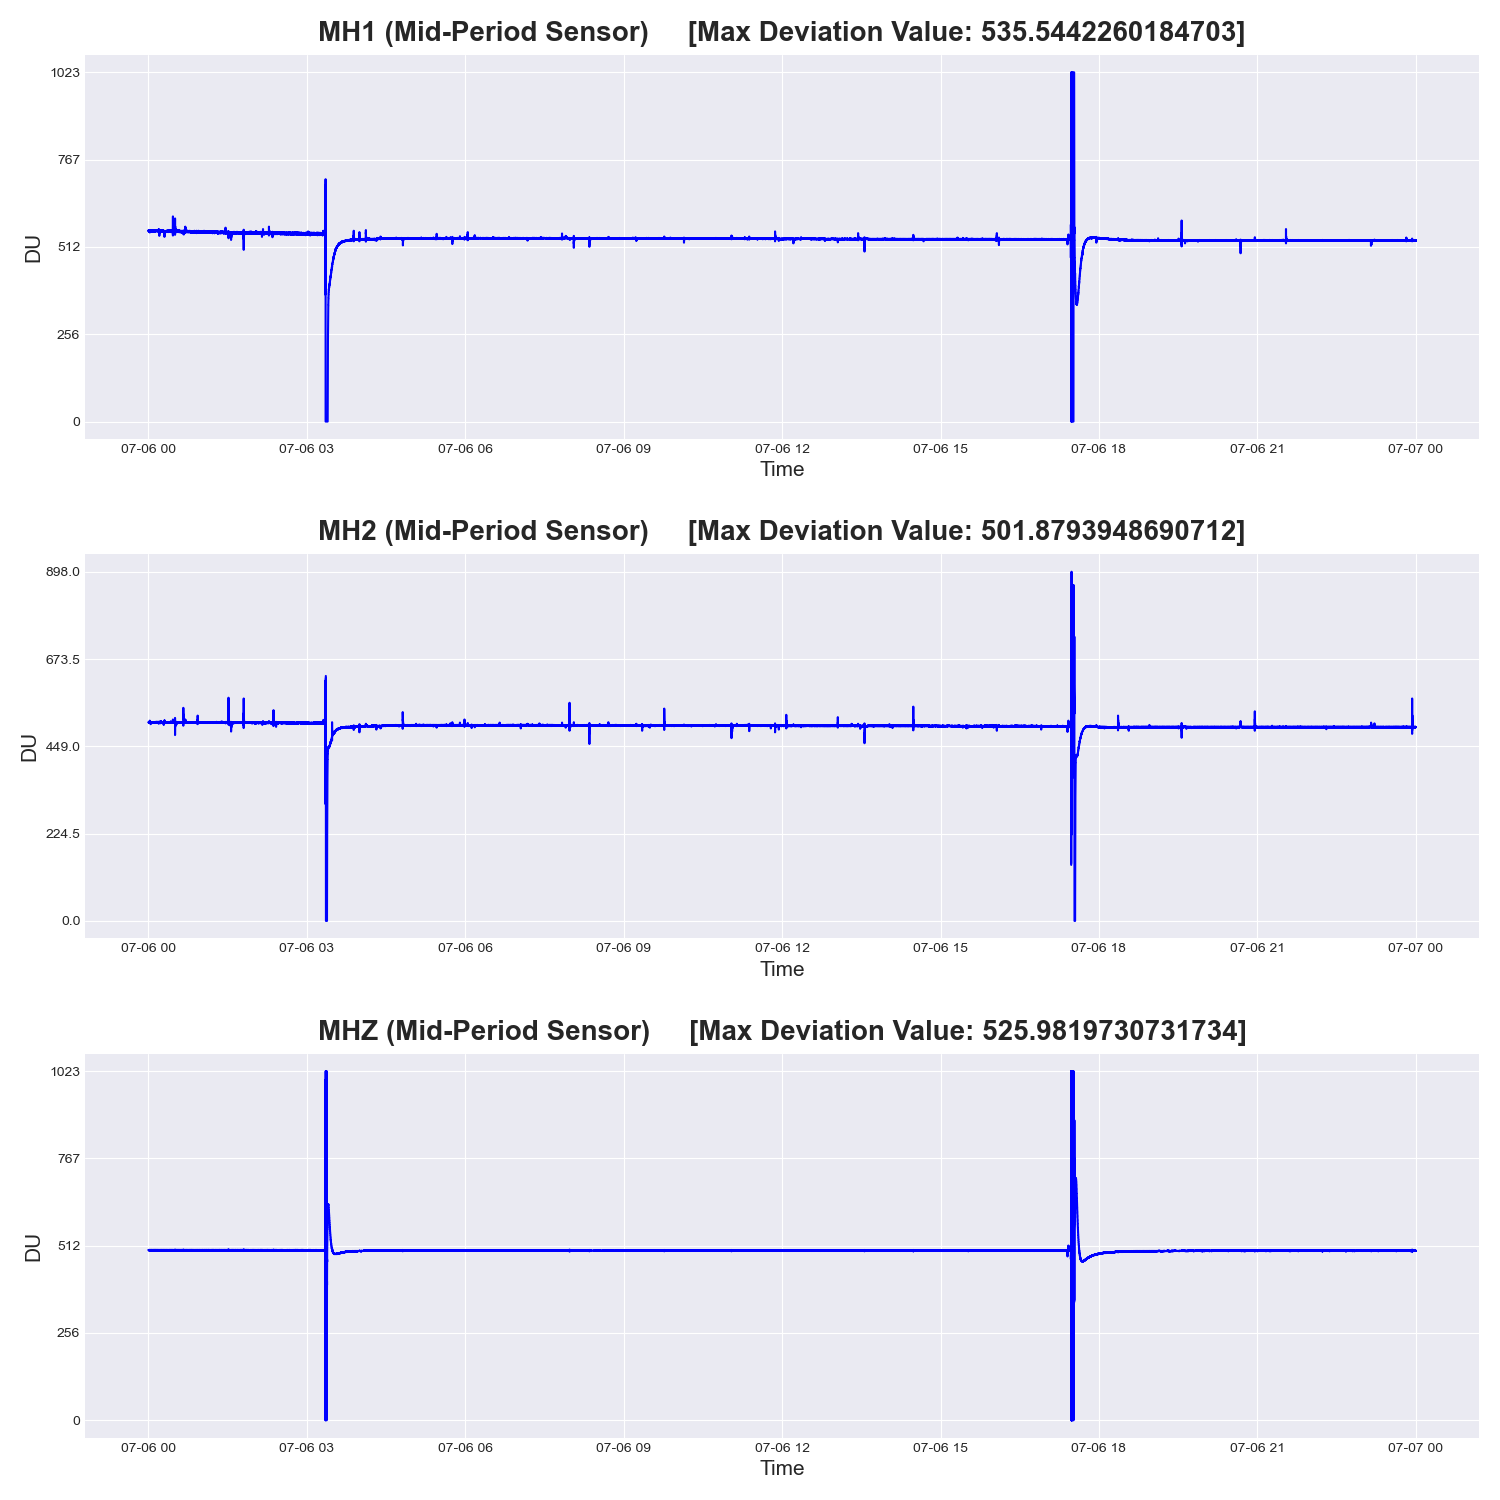 MH1 (Mid-Period Sensor)     [Max Deviation Value: 535.5442260184703]
1023
767
512
256
0
DU
07-06 00 07-06 03 07-06 06 07-06 09 07-06 12 07-06 15 07-06 18 07-06 21 07-07 00
Time
MH2 (Mid-Period Sensor)     [Max Deviation Value: 501.8793948690712]
898.0
673.5
449.0
224.5
0.0
DU
07-06 00 07-06 03 07-06 06 07-06 09 07-06 12 07-06 15 07-06 18 07-06 21 07-07 00
Time
MHZ (Mid-Period Sensor)     [Max Deviation Value: 525.9819730731734]
1023
767
512
256
0
DU
07-06 00 07-06 03 07-06 06 07-06 09 07-06 12 07-06 15 07-06 18 07-06 21 07-07 00
Time